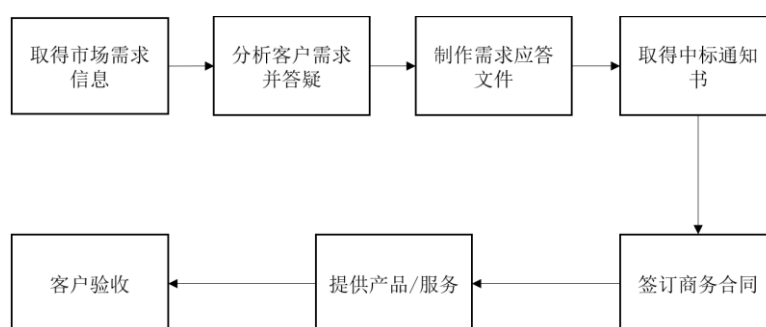 取得市场需求
信息
分析客户需求
并答疑
制作需求应答
文件
取得中标通知
书
客户验收
提供产品/服务
签订商务合同